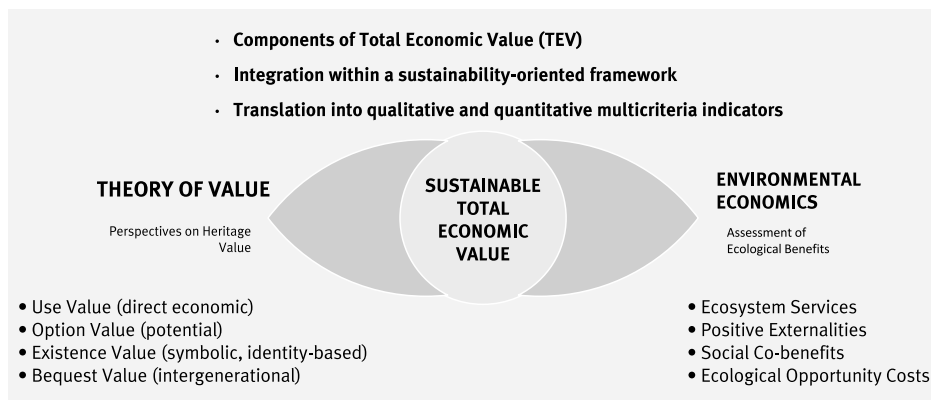 · Components of Total Economic Value (TEV)
· Integration within a sustainability-oriented framework
· Translation into qualitative and quantitative multicriteria indicators
THEORY OF VALUE
Perspectives on Heritage
Value
SUSTAINABLE
TOTAL
ECONOMIC
VALUE
ENVIRONMENTAL
ECONOMICS
Assessment of
Ecological Benefits
• Use Value (direct economic)
• Option Value (potential)
• Existence Value (symbolic, identity-based)
• Bequest Value (intergenerational)
• Ecosystem Services
• Positive Externalities
• Social Co-benefits
• Ecological Opportunity Costs